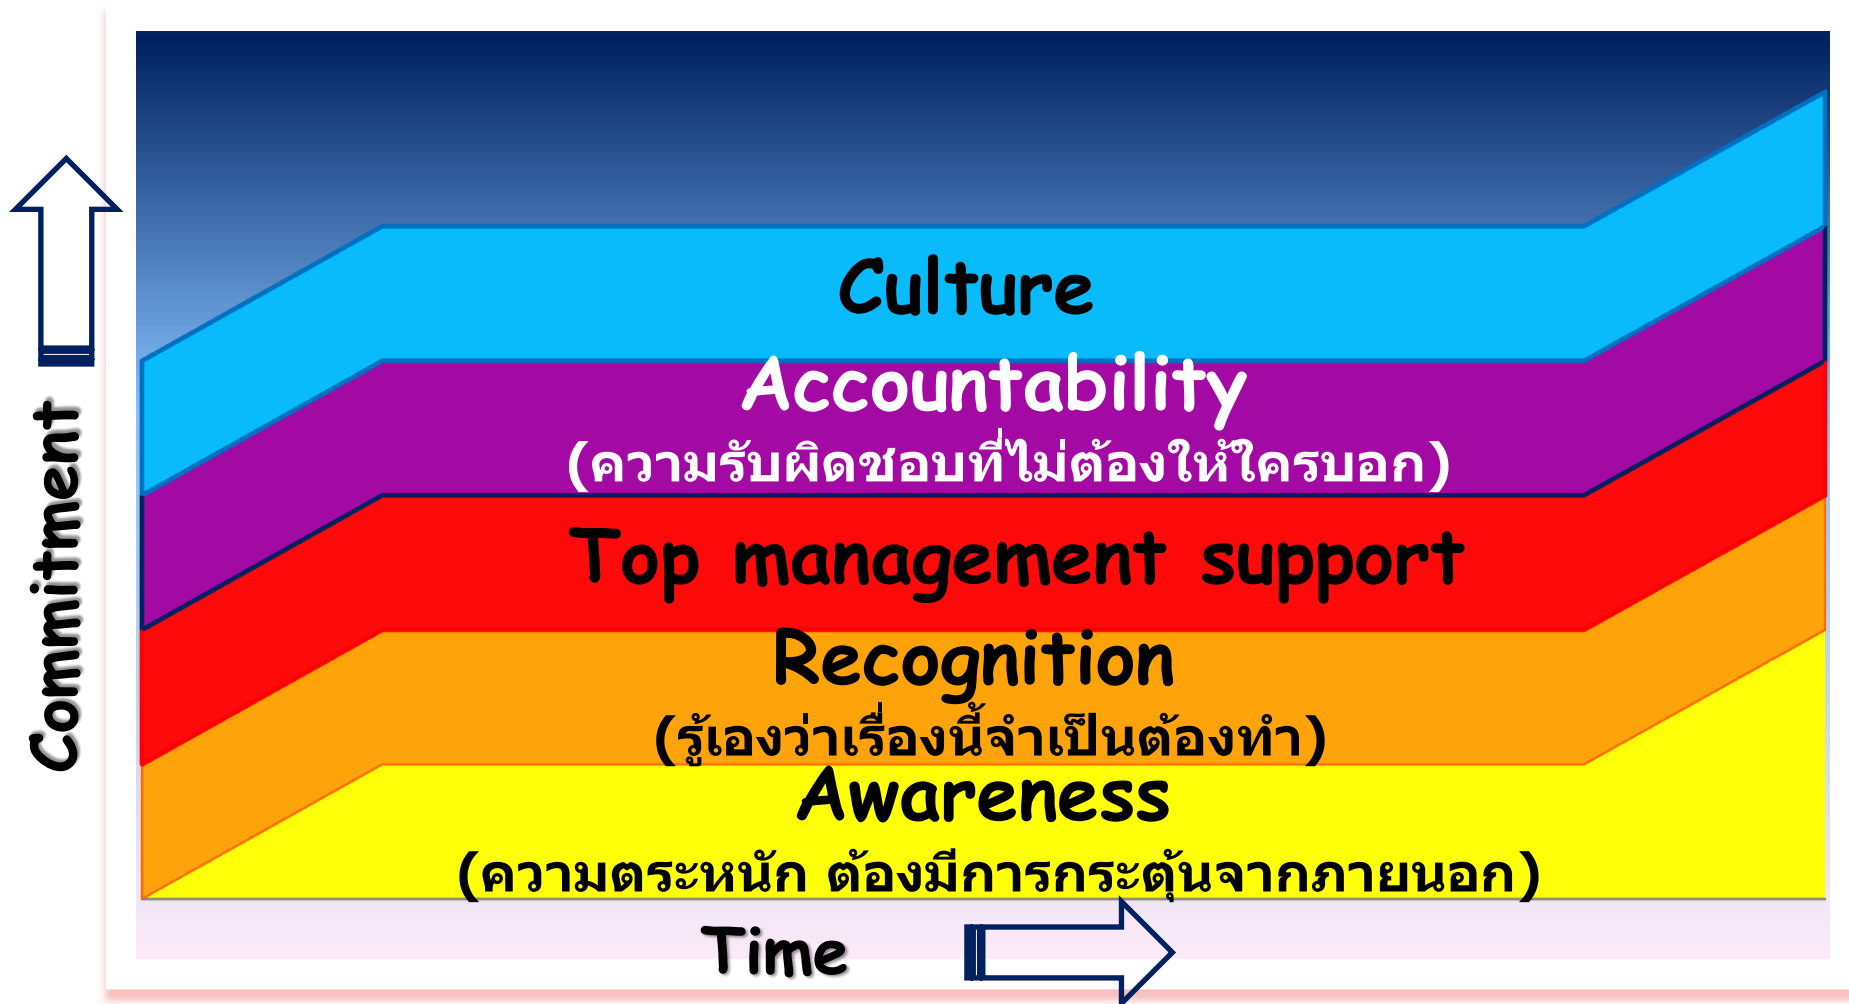 Commitment
Culture
Accountability
(ความรับผิดชอบที่ไม่ต้องให้ใครบอก)
Top management support
Recognition
(รู้เองว่าเรื่องนี้จำเป็นต้องทำ)
Awareness
(ความตระหนัก ต้องมีการกระตุ้นจากภายนอก)
Time